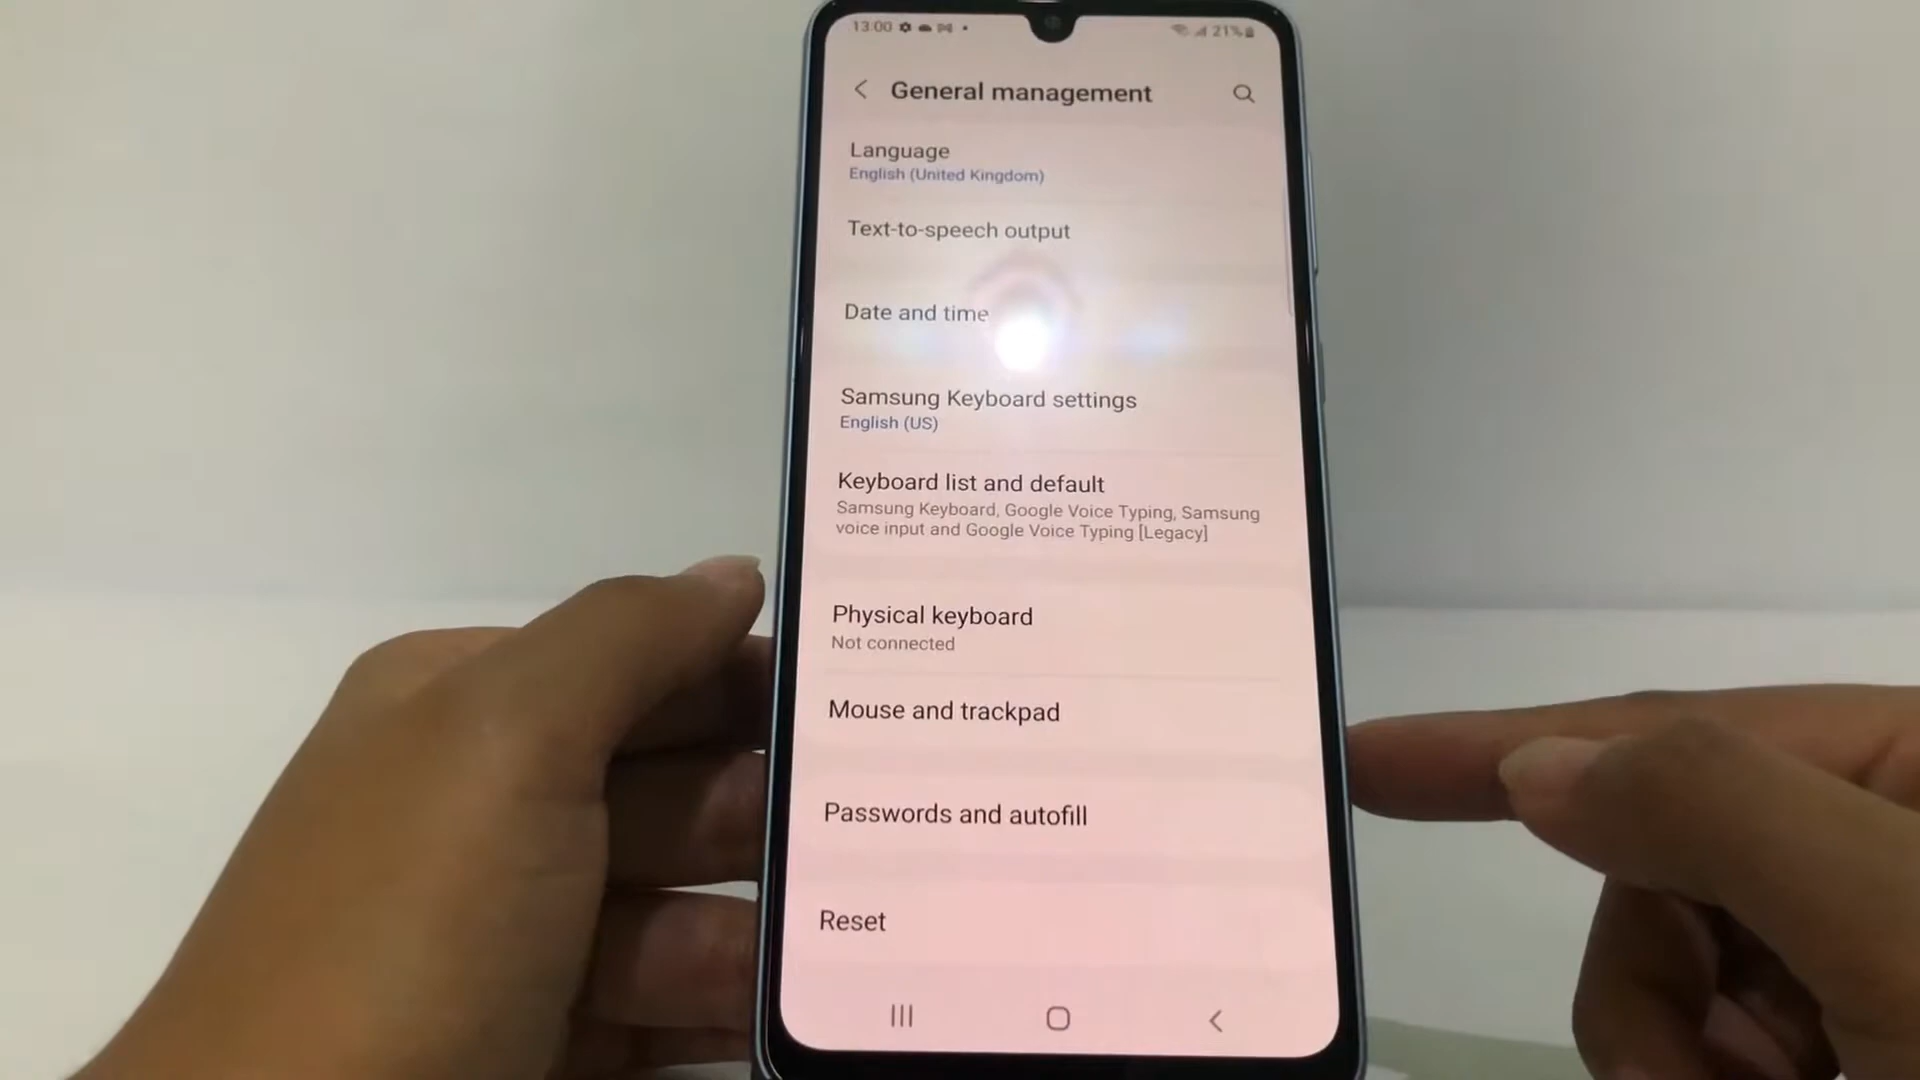 13:00
21%
General management
Language
English (United Kingdom)
Text-to-speech output
Date and time
Samsung Keyboard settings
English (US)
Keyboard list and default
Samsung Keyboard, Google Voice Typing, Samsung
voice input and Google Voice Typing [Legacy]
Physical keyboard
Not connected
Mouse and trackpad
Passwords and autofill
Reset